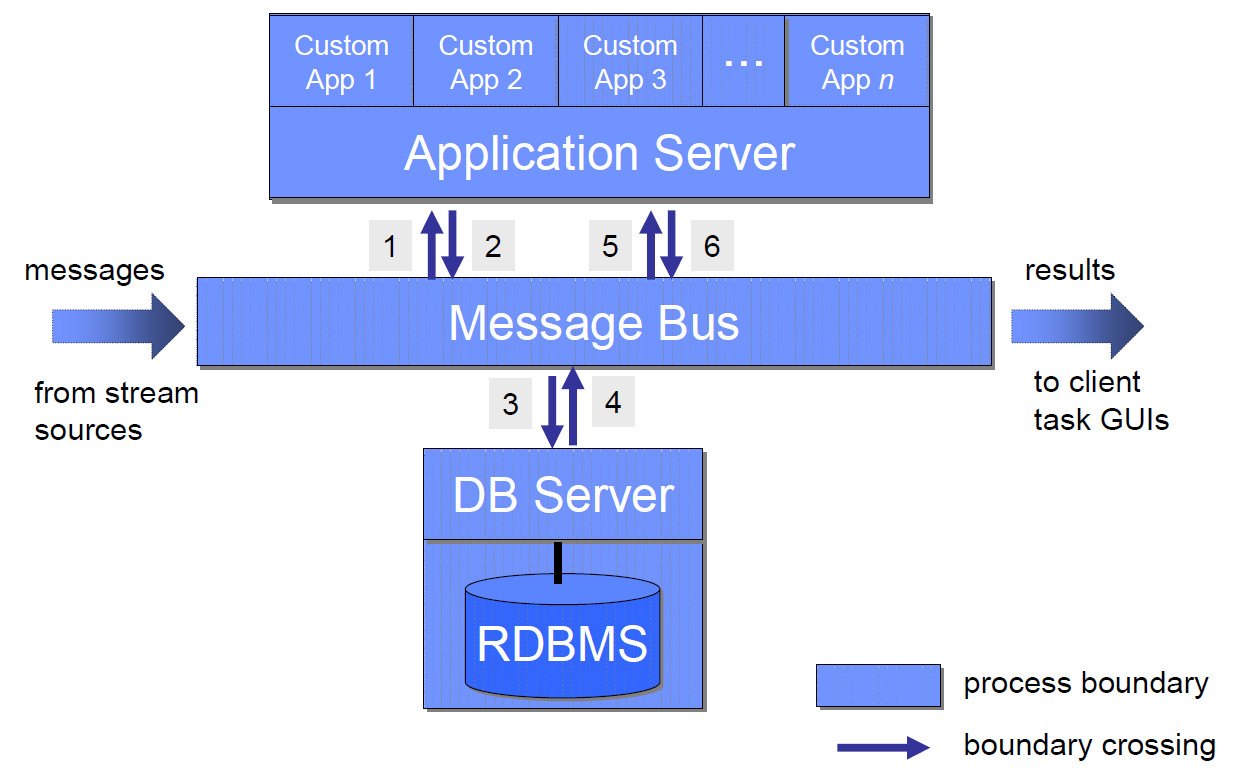 Custom
App 1
Custom
App 2
Custom
App 3
...
Custom
App n
Application Server
1
2
5
6
messages
from stream
sources
Message Bus
results
to client
task GUIs
3
4
DB Server
RDBMS
process boundary
boundary crossing